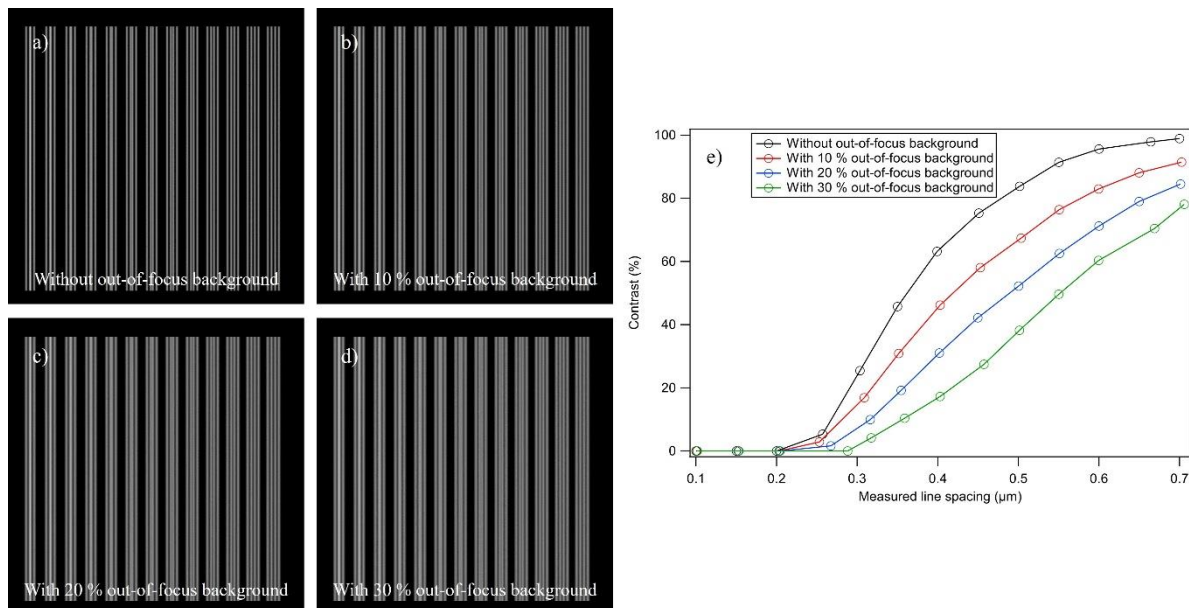 a)
Without out-of-focus background
b)
With 10 % out-of-focus background
c)
With 20 % out-of-focus background
d)
With 30 % out-of-focus background
e)
Without out-of-focus background
With 10 % out-of-focus background
With 20 % out-of-focus background
With 30 % out-of-focus background
Contrast (%)
100
80
60
40
20
0
0.1 0.2 0.3 0.4 0.5 0.6 0.7
Measured line spacing (µm)